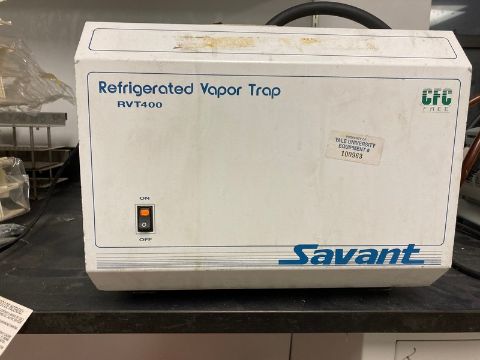 Refrigerated Vapor Trap
RVT400
CFC
FREE
YALE UNIVERSITY
EQUIPMENT #
ON
OFF
Savant